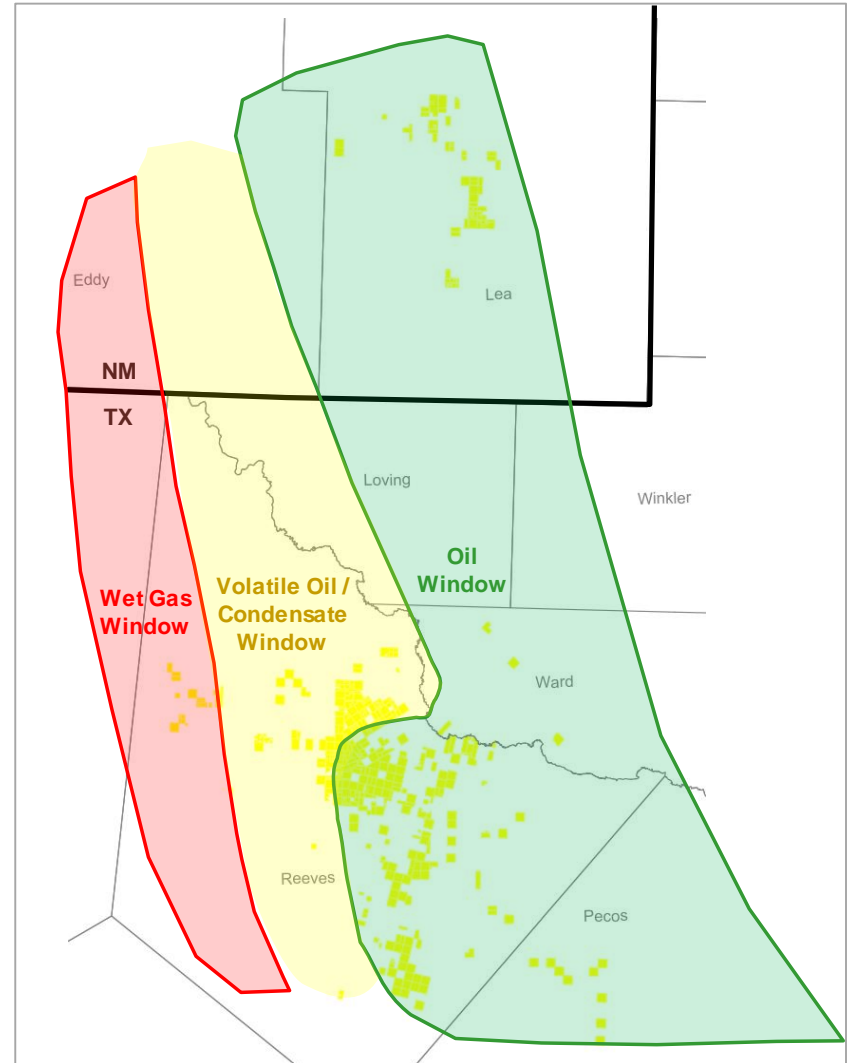 Eddy
Lea
NM
TX
Loving
Winkler
Oil
Window
Wet Gas
Window
Volatile Oil /
Condensate
Window
Ward
Reeves
Pecos